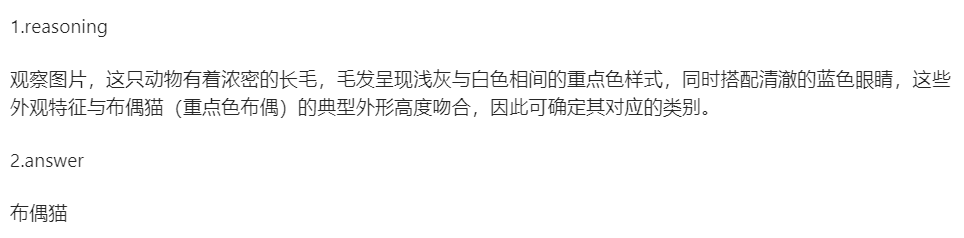 1.reasoning
观察图片，这只动物有着浓密的长毛，毛发呈现浅灰与白色相间的重点色样式，同时搭配清澈的蓝色眼睛，这些
外观特征与布偶猫（重点色布偶）的典型外形高度吻合，因此可确定其对应的类别。
2.answer
布偶猫